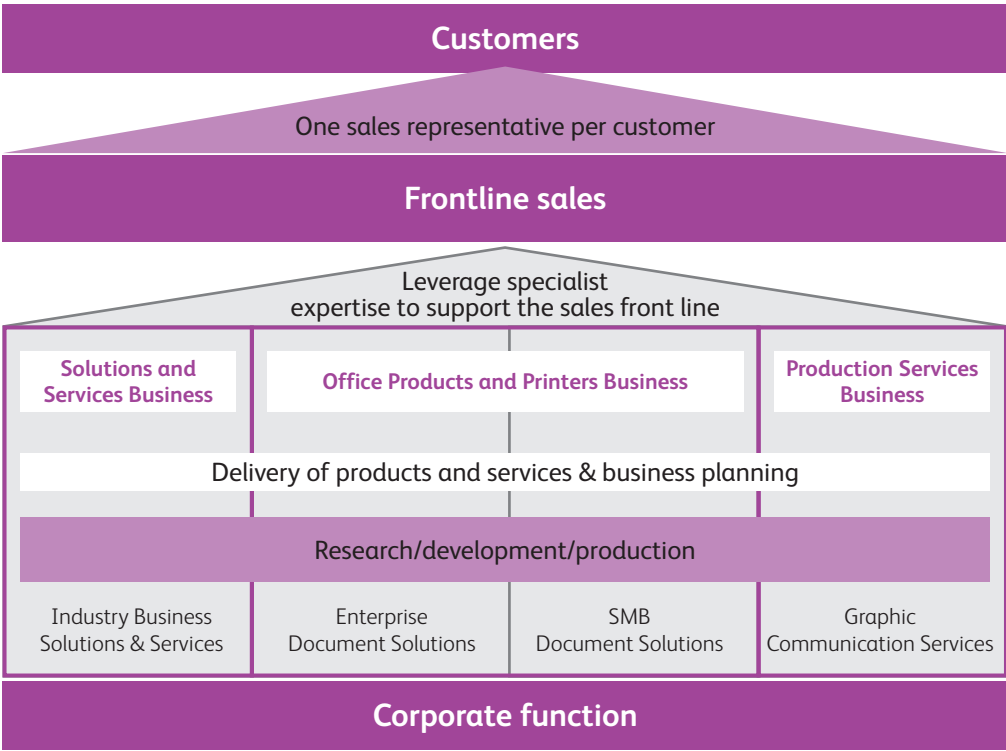 Customers
One sales representative per customer
Frontline sales
Leverage specialist
expertise to support the sales front line
Solutions and
Services Business
Office Products and Printers Business
Production Services
Business
Delivery of products and services & business planning
Research/development/production
Industry Business
Solutions & Services
Enterprise
Document Solutions
SMB
Document Solutions
Graphic
Communication Services
Corporate function